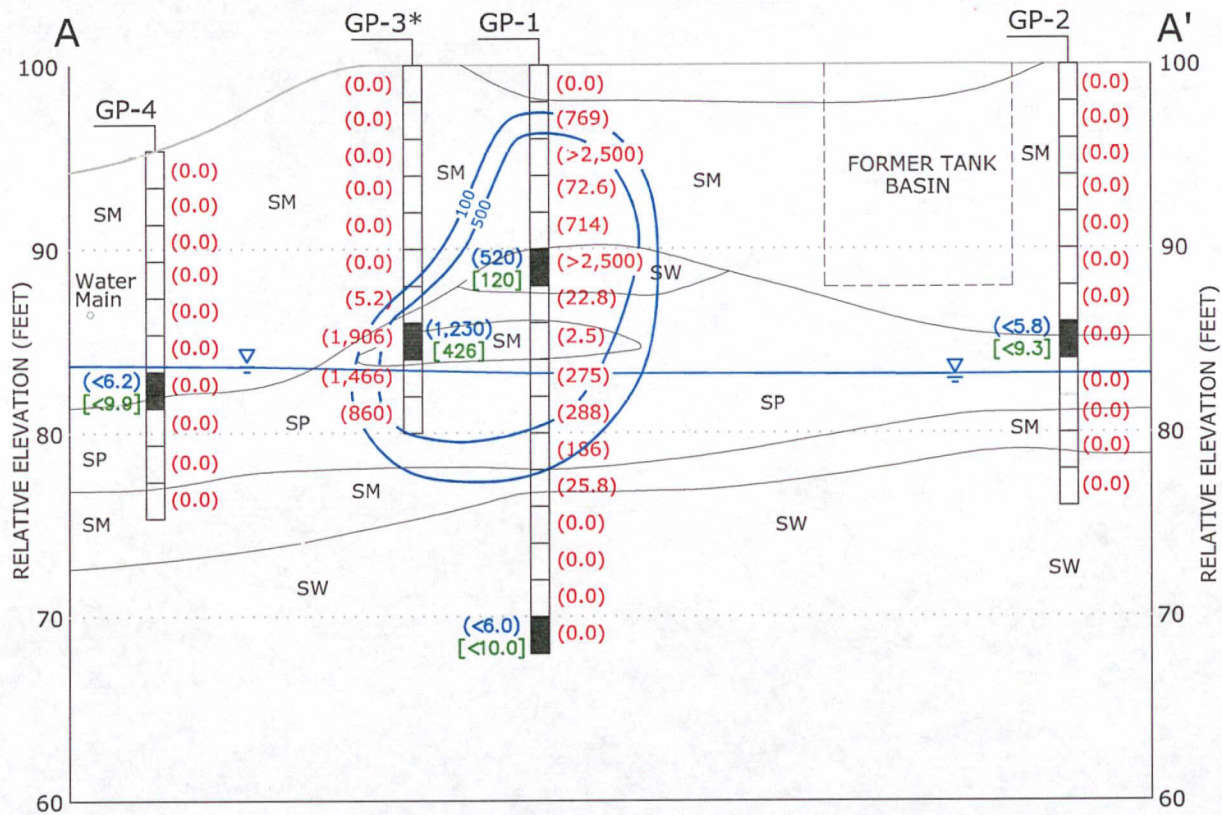 A
GP-3*
GP-1
GP-2
A'
GP-4
RELATIVE ELEVATION (FEET)
100
90
80
70
60
RELATIVE ELEVATION (FEET)
100
90
80
70
60
SM
Water
Main
SP
SM
(0.0)
(0.0)
(0.0)
(0.0)
(0.0)
(0.0)
(0.0)
(0.0)
(0.0)
(0.0)
(<6.2)
[<9.9]
SM
SP
SM
SW
(0.0)
(0.0)
(0.0)
(0.0)
(0.0)
(0.0)
(5.2)
(1,906)
(1,466)
(860)
(1,230)
[426]
SM
100
500
SM
(520)
[120]
(0.0)
(769)
(>2,500)
(72.6)
(714)
(>2,500)
(22.8)
(2.5)
(275)
(288)
(186)
(25.8)
(0.0)
(0.0)
(0.0)
(0.0)
(<6.0)
[<10.0]
SM
SW
SP
SW
FORMER TANK
BASIN
SM
(<5.8)
[<9.3]
SM
SW
(0.0)
(0.0)
(0.0)
(0.0)
(0.0)
(0.0)
(0.0)
(0.0)
(0.0)
(0.0)
(0.0)
(0.0)